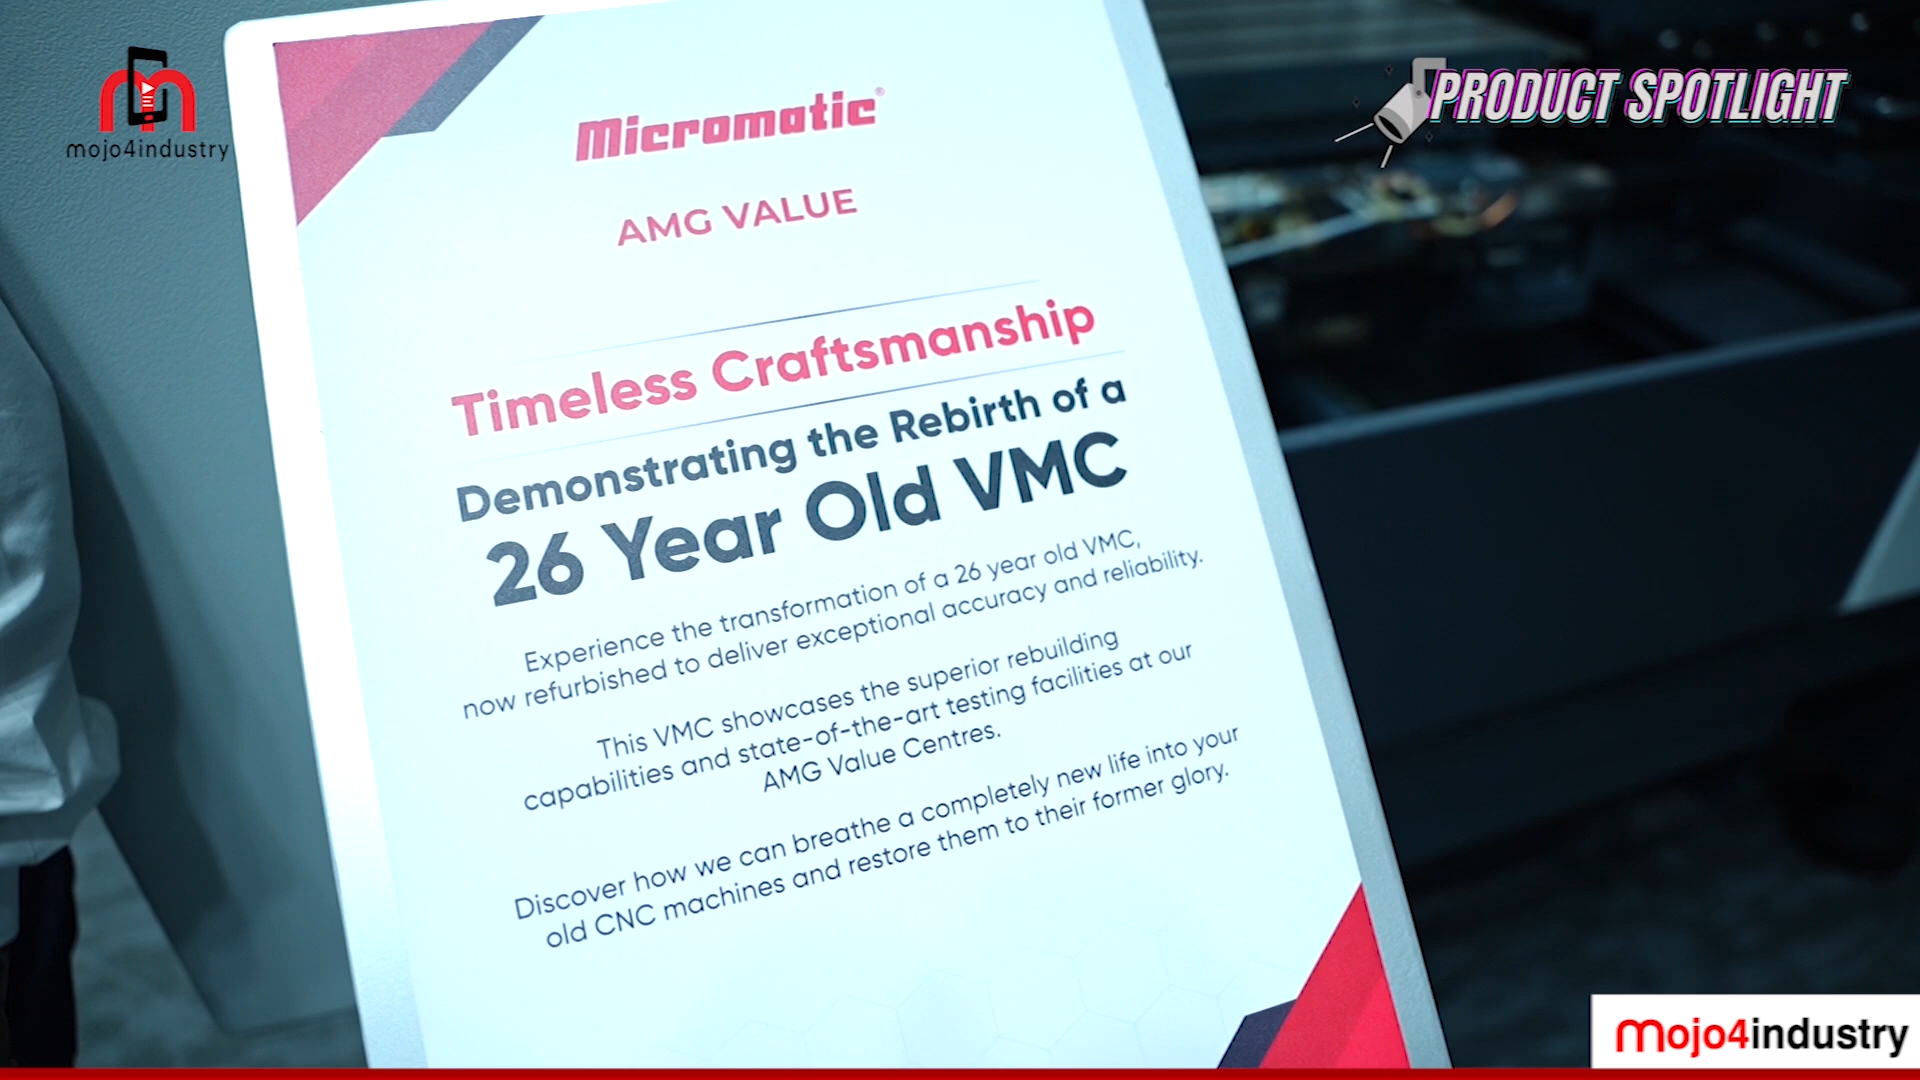 mojo4industry
PRODUCT SPOTLIGHT
Micromatic®
AMG VALUE
Timeless Craftsmanship
Demonstrating the Rebirth of a
26 Year Old VMC
Experience the transformation of a 26 year old VMC,
now refurbished to deliver exceptional accuracy and reliability.
This VMC showcases the superior rebuilding
capabilities and state-of-the-art testing facilities at our
AMG Value Centres.
Discover how we can breathe a completely new life into your
old CNC machines and restore them to their former glory.
mojo4industry